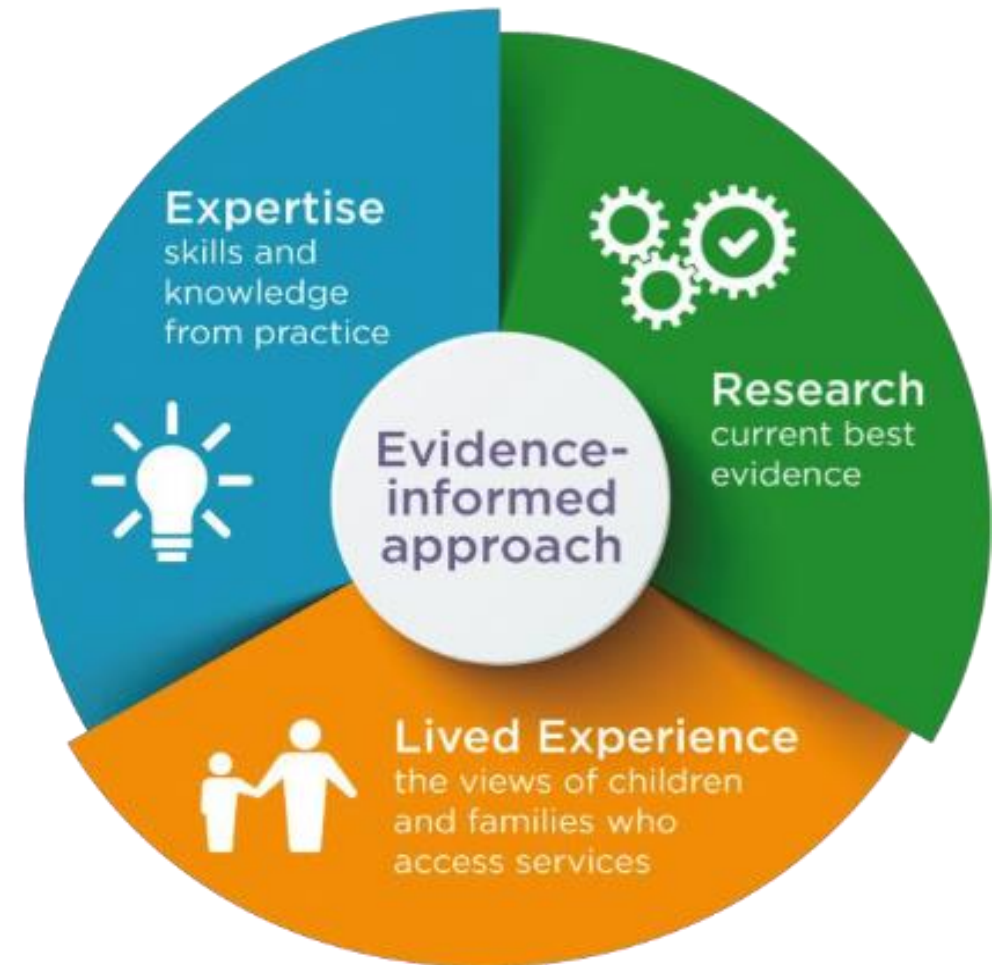 Expertise
skills and
knowledge
from practice
Research
current best
evidence
Evidence-
informed
approach
Lived Experience
the views of children
and families who
access services